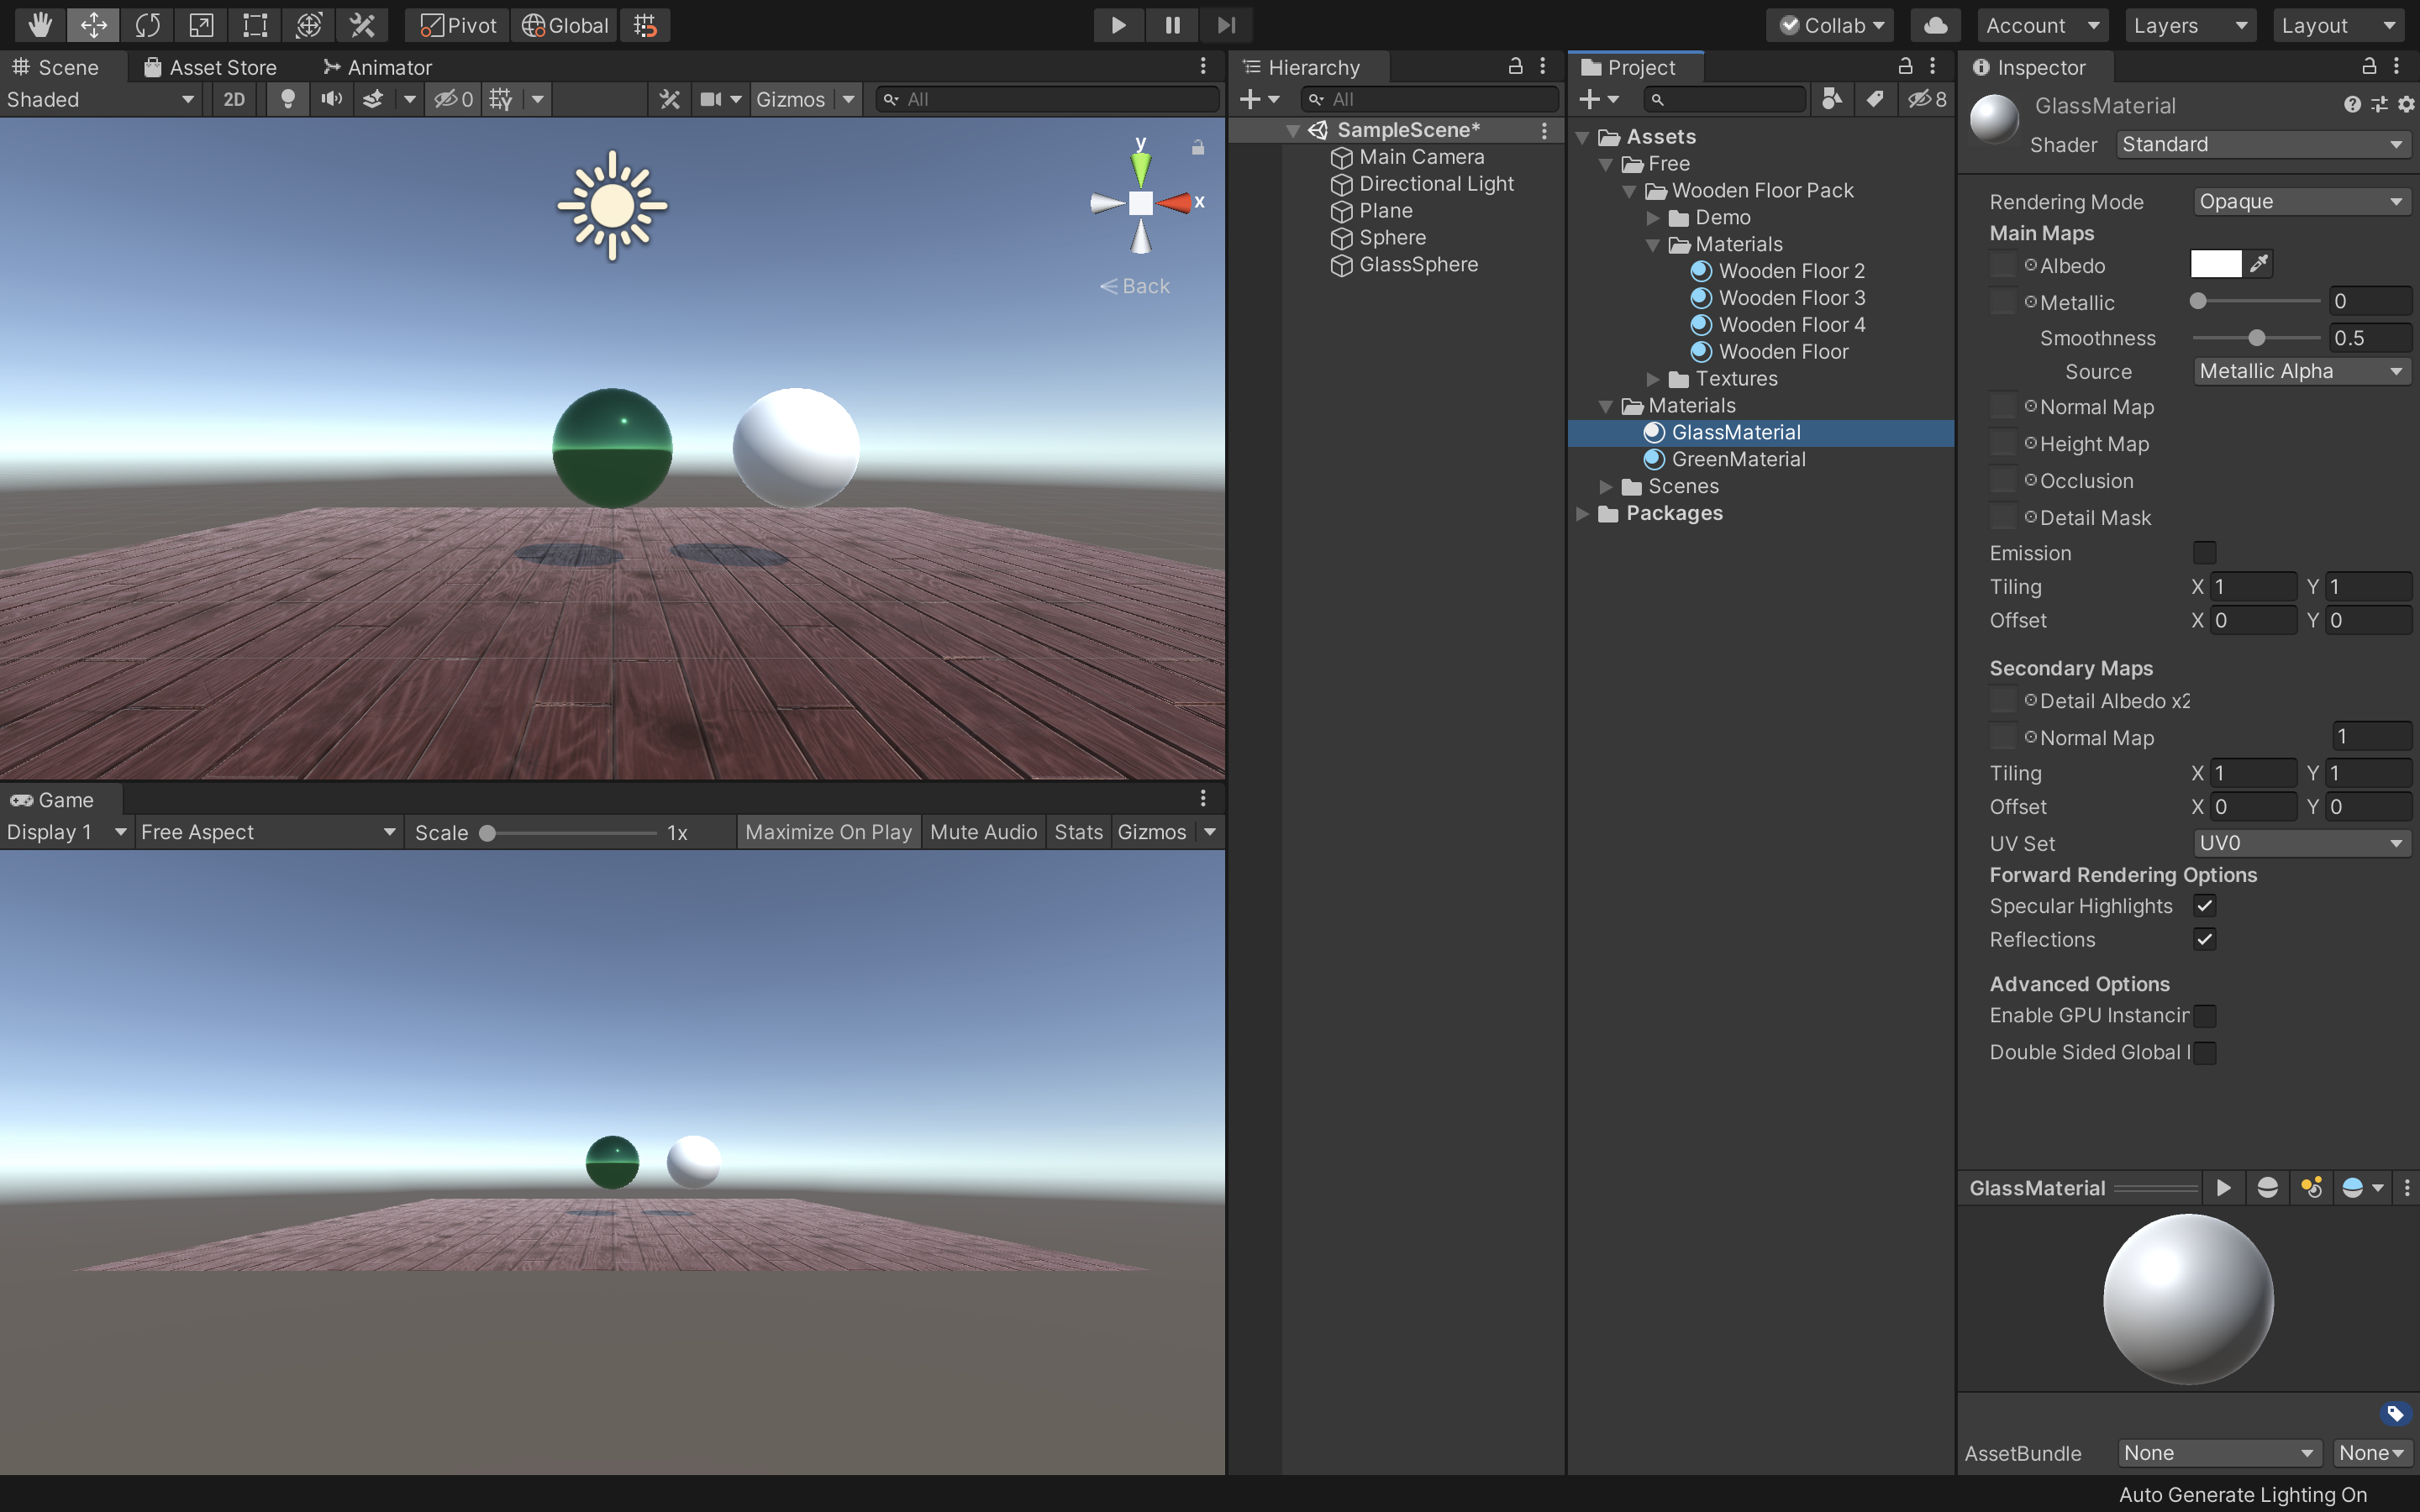 Pivot Global Collab Account Layers Layout
Scene Asset Store Animator
Shaded 2D 0 Gizmos All
y
x
Back
Game
Display 1 Free Aspect Scale 1x Maximize On Play Mute Audio Stats Gizmos
Hierarchy
All
SampleScene*
Main Camera
Directional Light
Plane
Sphere
GlassSphere
Project
8
Assets
Free
Wooden Floor Pack
Demo
Materials
Wooden Floor 2
Wooden Floor 3
Wooden Floor 4
Wooden Floor
Textures
Materials
GlassMaterial
GreenMaterial
Scenes
Packages
Inspector
GlassMaterial
Shader Standard
Rendering Mode Opaque
Main Maps
Albedo
Metallic 0
Smoothness 0.5
Source Metallic Alpha
Normal Map
Height Map
Occlusion
Detail Mask
Emission
Tiling X 1 Y 1
Offset X 0 Y 0
Secondary Maps
Detail Albedo x2
Normal Map 1
Tiling X 1 Y 1
Offset X 0 Y 0
UV Set UV0
Forward Rendering Options
Specular Highlights
Reflections
Advanced Options
Enable GPU Instancin
Double Sided Global I
GlassMaterial
AssetBundle None None
Auto Generate Lighting On